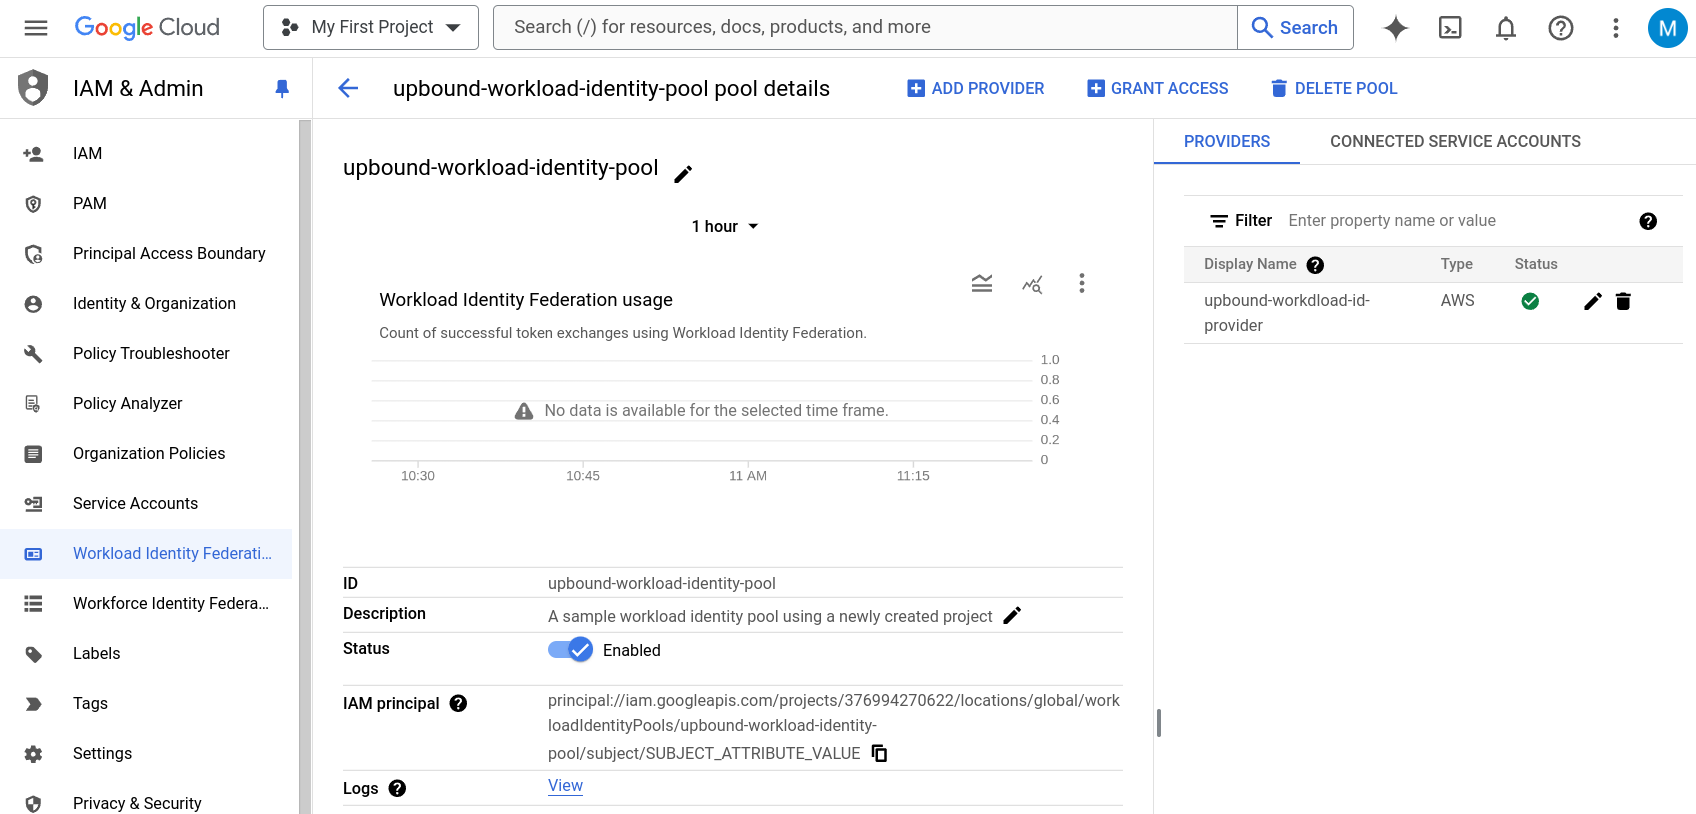 Google Cloud
My First Project
Search (/) for resources, docs, products, and more
Search
M
IAM & Admin
upbound-workload-identity-pool pool details
ADD PROVIDER
GRANT ACCESS
DELETE POOL
IAM
PAM
Principal Access Boundary
Identity & Organization
Policy Troubleshooter
Policy Analyzer
Organization Policies
Service Accounts
Workload Identity Federati...
Workforce Identity Federa...
Labels
Tags
Settings
Privacy & Security
upbound-workload-identity-pool
1 hour
Workload Identity Federation usage
Count of successful token exchanges using Workload Identity Federation.
1.0
0.8
0.6
No data is available for the selected time frame.
0.4
0.2
0
10:30 10:45 11 AM 11:15
ID upbound-workload-identity-pool
Description A sample workload identity pool using a newly created project
Status Enabled
IAM principal principal://iam.googleapis.com/projects/376994270622/locations/global/work
loadIdentityPools/upbound-workload-identity-
pool/subject/SUBJECT_ATTRIBUTE_VALUE
Logs View
PROVIDERS CONNECTED SERVICE ACCOUNTS
Filter Enter property name or value
Display Name Type Status
upbound-workdload-id- AWS
provider